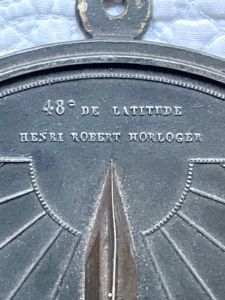 48° DE LATITUDE
HENRI ROBERT HORLOGER